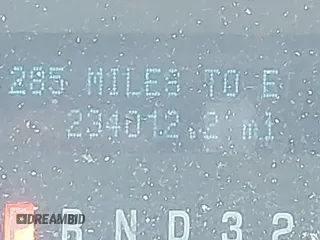 285 MILES TO E
234012.2 mi
P R N D 3 2
DREAMBID